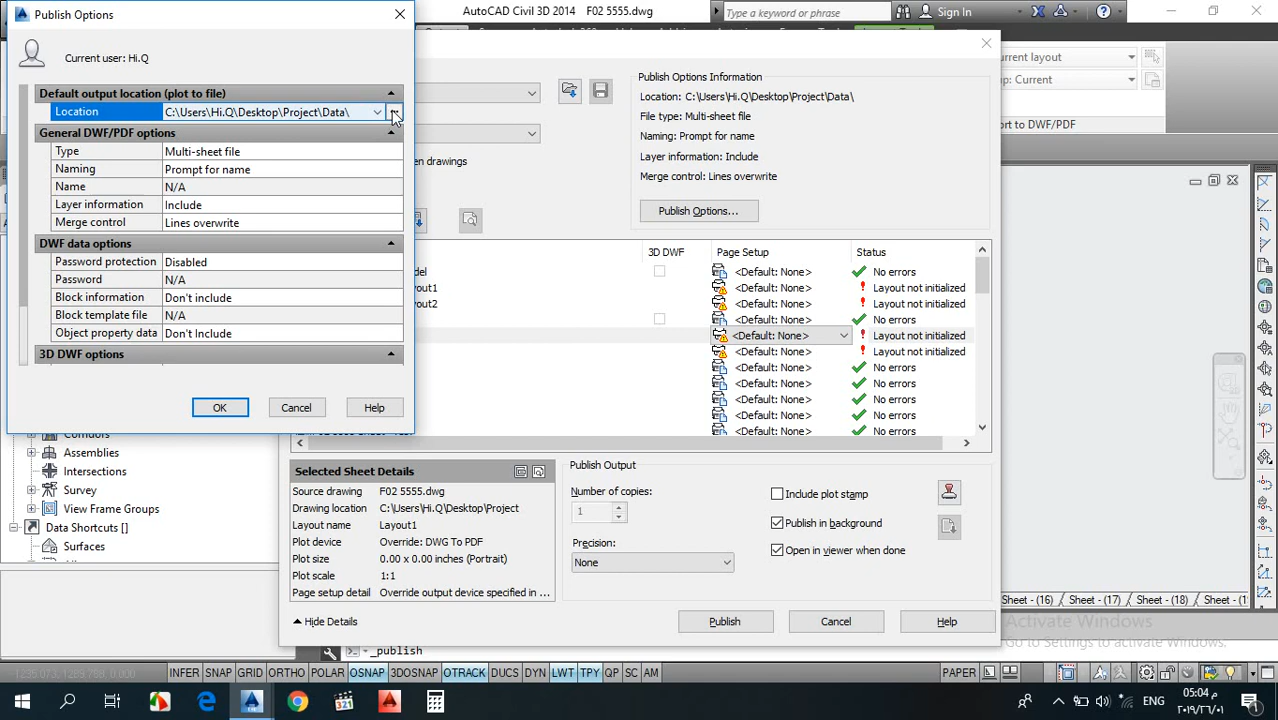 Publish Options
AutoCAD Civil 3D 2014 F02 5555.dwg
Type a keyword or phrase
Sign In
Current user: Hi.Q
Default output location (plot to file)
Location C:\Users\Hi.Q\Desktop\Project\Data\
General DWF/PDF options
Type Multi-sheet file
Naming Prompt for name
Name N/A
Layer information Include
Merge control Lines overwrite
DWF data options
Password protection Disabled
Password N/A
Block information Don't include
Block template file N/A
Object property data Don't Include
3D DWF options
OK
Cancel
Help
en drawings
Publish Options Information
Location: C:\Users\Hi.Q\Desktop\Project\Data\
File type: Multi-sheet file
Naming: Prompt for name
Layer information: Include
Merge control: Lines overwrite
Publish Options...
3D DWF Page Setup Status
del <Default: None> No errors
yout1 <Default: None> Layout not initialized
yout2 <Default: None> Layout not initialized
<Default: None> No errors
<Default: None> Layout not initialized
<Default: None> Layout not initialized
<Default: None> No errors
<Default: None> No errors
<Default: None> No errors
<Default: None> No errors
<Default: None> No errors
Selected Sheet Details
Source drawing F02 5555.dwg
Drawing location C:\Users\Hi.Q\Desktop\Project
Layout name Layout1
Plot device Override: DWG To PDF
Plot size 0.00 x 0.00 inches (Portrait)
Plot scale 1:1
Page setup detail Override output device specified in ...
Hide Details
Publish Output
Number of copies:
1
Precision:
None
Include plot stamp
Publish in background
Open in viewer when done
Publish
Cancel
Help
rrent layout
up: Current
ort to DWF/PDF
Corridors
Assemblies
Intersections
Survey
View Frame Groups
Data Shortcuts []
Surfaces
Sheet - (16) Sheet - (17) Sheet - (18) Sheet - (1
Activate Windows
Go to Settings to activate Windows.
_publish
INFER SNAP GRID ORTHO POLAR OSNAP 3DOSNAP OTRACK DUCS DYN LWT TPY QP SC AM
PAPER
321
ENG
05:04 م
٢٠١٩/٢٦/٠١
1